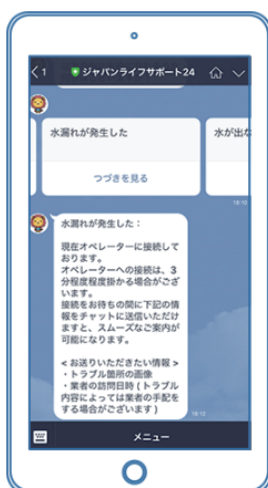 1 ジャパンライフサポート24
水漏れが発生した
水が出な
つづきを見る
18:10
水漏れが発生した：
現在オペレーターに接続して
おります。
オペレーターへの接続は、3
分程度程度掛かる場合がござ
います。
接続をお待ちの間に下記の情
報をチャットに送信いただけ
ますと、スムーズなご案内が
可能になります。
＜お送りいただきたい情報＞
・トラブル箇所の画像
・業者の訪問日時(トラブル
内容によっては業者の手配を
する場合がございます)
18:12
メニュー